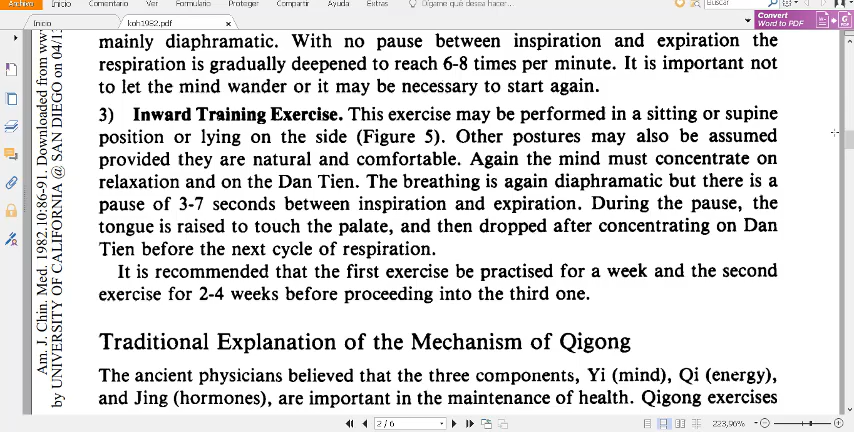 Archivo Inicio Comentario Ver Formulario Proteger Compartir Ayuda Extras Dígame qué desea hacer... Buscar
Inicio koh1982.pdf
Convert
Word to PDF
mainly diaphramatic. With no pause between inspiration and expiration the
respiration is gradually deepened to reach 6-8 times per minute. It is important not
to let the mind wander or it may be necessary to start again.
3) Inward Training Exercise. This exercise may be performed in a sitting or supine
position or lying on the side (Figure 5). Other postures may also be assumed
provided they are natural and comfortable. Again the mind must concentrate on
relaxation and on the Dan Tien. The breathing is again diaphramatic but there is a
pause of 3-7 seconds between inspiration and expiration. During the pause, the
tongue is raised to touch the palate, and then dropped after concentrating on Dan
Tien before the next cycle of respiration.
It is recommended that the first exercise be practised for a week and the second
exercise for 2-4 weeks before proceeding into the third one.
Traditional Explanation of the Mechanism of Qigong
The ancient physicians believed that the three components, Yi (mind), Qi (energy),
and Jing (hormones), are important in the maintenance of health. Qigong exercises
Am. J. Chin. Med. 1982.10:86-91. Downloaded from
by UNIVERSITY OF CALIFORNIA @ SAN DIEGO on
2 / 6
223,96%